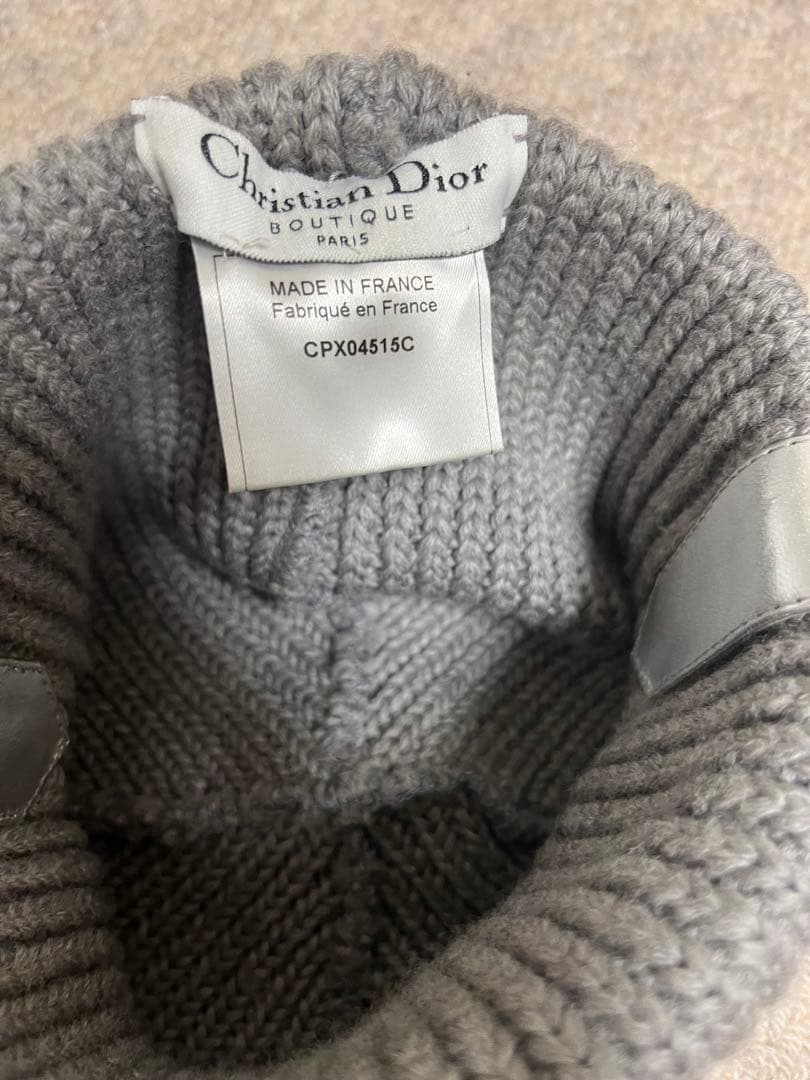 Christian Dior
BOUTIQUE
PARIS
MADE IN FRANCE
Fabriqué en France
CPX04515C